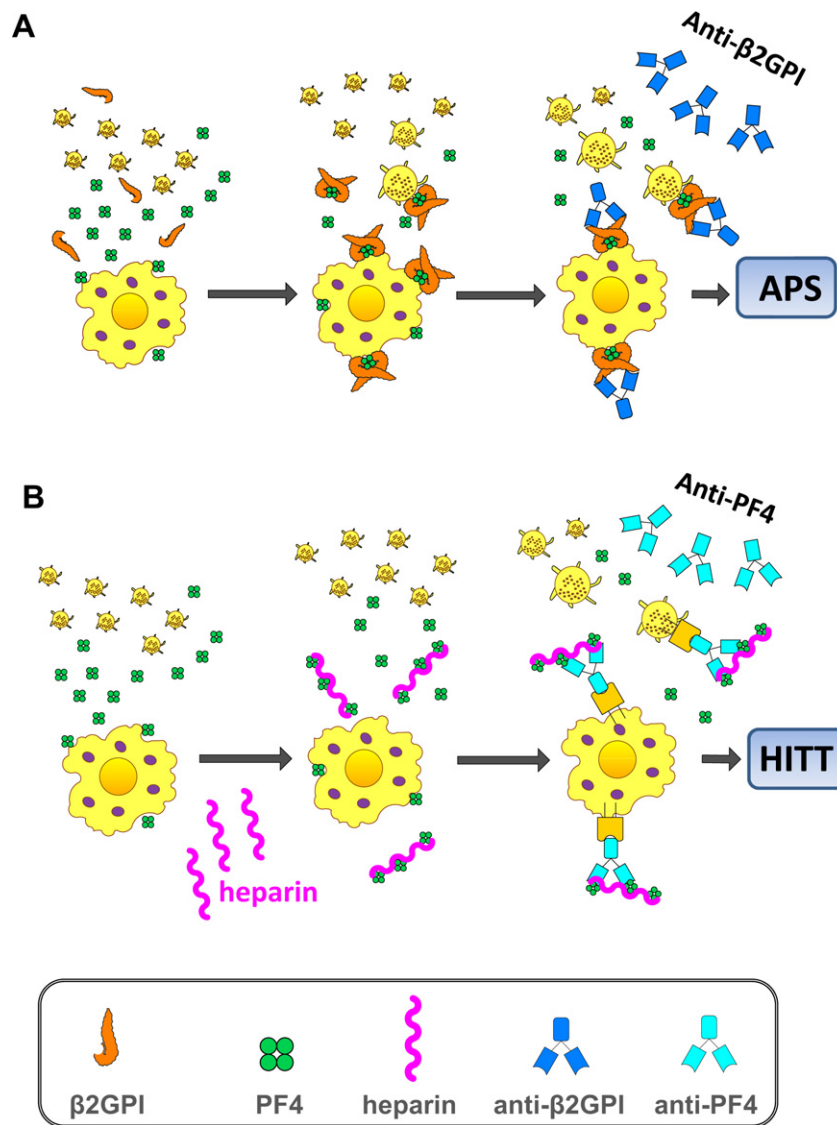 A
Anti-β2GPI
APS
B
Anti-PF4
HITT
heparin
β2GPI PF4 heparin anti-β2GPI anti-PF4